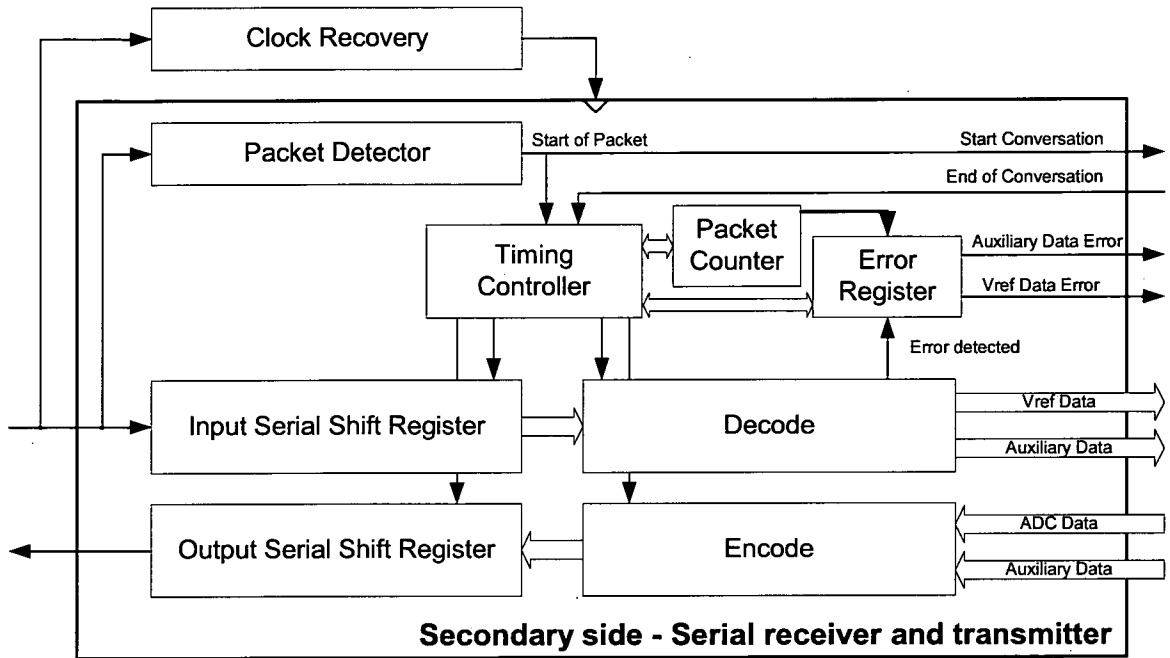 Clock Recovery
Packet Detector
Start of Packet
Start Conversation
End of Conversation
Timing
Controller
Packet
Counter
Error
Register
Auxiliary Data Error
Vref Data Error
Error detected
Input Serial Shift Register
Decode
Vref Data
Auxiliary Data
Output Serial Shift Register
Encode
ADC Data
Auxiliary Data
Secondary side - Serial receiver and transmitter